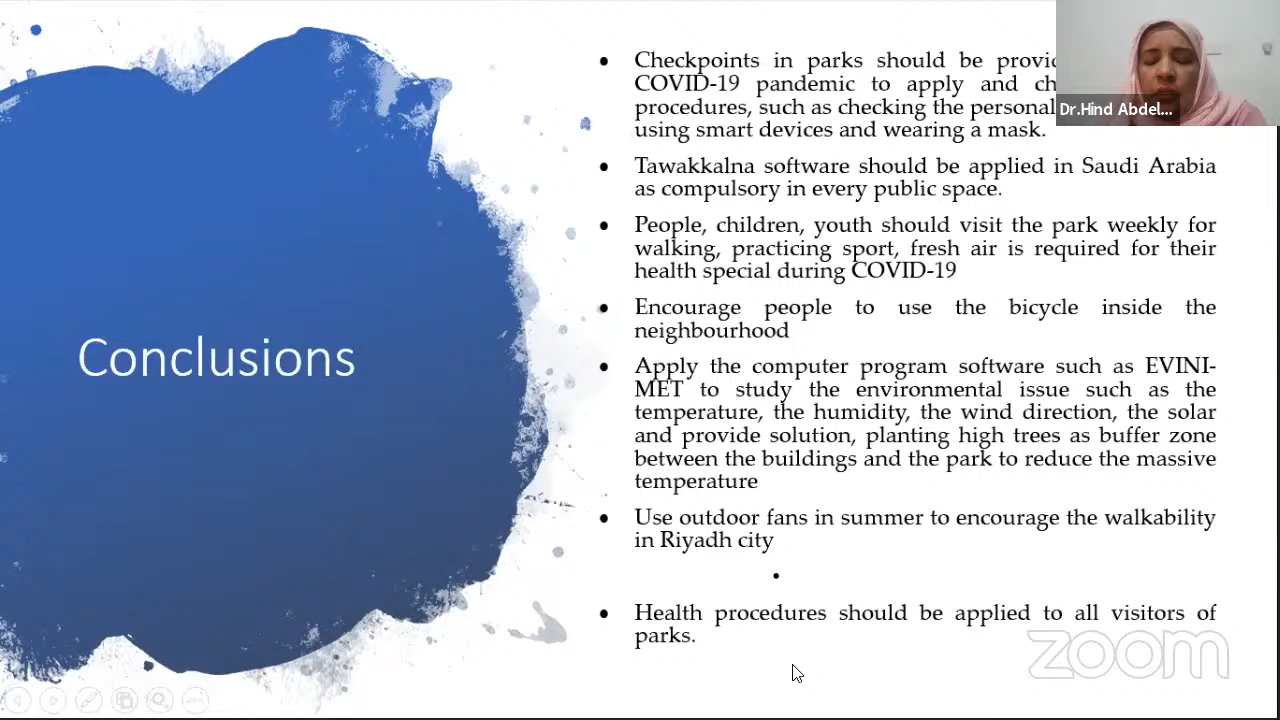 Conclusions
• Checkpoints in parks should be
COVID-19 pandemic to apply and
procedures, such as checking the personal
using smart devices and wearing a mask.
• Tawakkalna software should be applied in Saudi Arabia
as compulsory in every public space.
• People, children, youth should visit the park weekly for
walking, practicing sport, fresh air is required for their
health special during COVID-19
• Encourage people to use the bicycle inside the
neighbourhood
• Apply the computer program software such as EVINI-
MET to study the environmental issue such as the
temperature, the humidity, the wind direction, the solar
and provide solution, planting high trees as buffer zone
between the buildings and the park to reduce the massive
temperature
• Use outdoor fans in summer to encourage the walkability
in Riyadh city
•
• Health procedures should be applied to all visitors of
parks.
Dr.Hind Abdel...
zoom